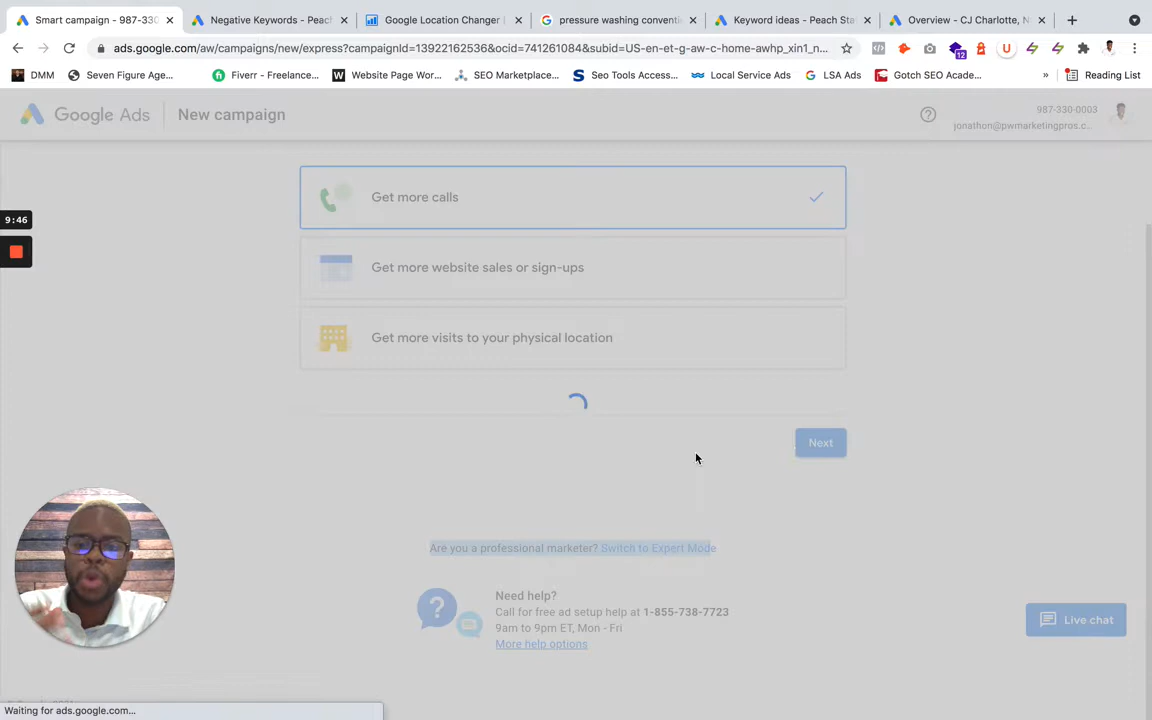 Smart campaign - 987-330
Negative Keywords - Peach
Google Location Changer |
pressure washing conventi
Keyword ideas - Peach Sta
Overview - CJ Charlotte, N
ads.google.com/aw/campaigns/new/express?campaignId=13922162536&ocid=741261084&subid=US-en-et-g-aw-c-home-awhp_xin1_n...
12
U
DMM
Seven Figure Age...
Fiverr - Freelance...
Website Page Wor...
SEO Marketplace...
Seo Tools Access...
Local Service Ads
LSA Ads
Gotch SEO Acade...
»
Reading List
Google Ads
New campaign
987-330-0003
jonathon@pwmarketingpros.c...
Get more calls
9:46
Get more website sales or sign-ups
Get more visits to your physical location
Next
Are you a professional marketer? Switch to Expert Mode
Need help?
Call for free ad setup help at 1-855-738-7723
9am to 9pm ET, Mon - Fri
More help options
Live chat
Waiting for ads.google.com...